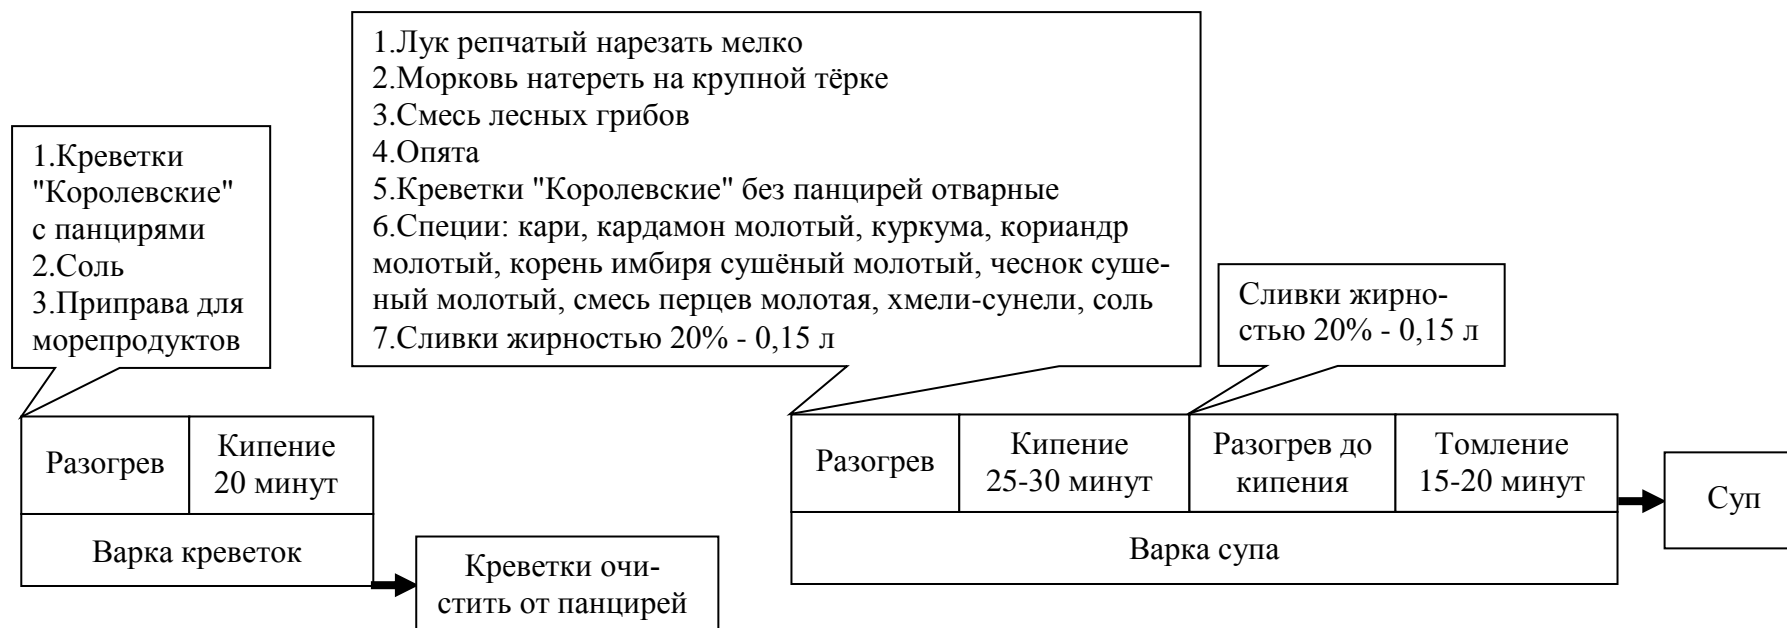 1.Креветки
"Королевские"
с панцирями
2.Соль
3.Приправа для
морепродуктов
Разогрев
Кипение
20 минут
Варка креветок
Креветки очи-
стить от панцирей
1.Лук репчатый нарезать мелко
2.Морковь натереть на крупной тёрке
3.Смесь лесных грибов
4.Опята
5.Креветки "Королевские" без панцирей отварные
6.Специи: кари, кардамон молотый, куркума, кориандр
молотый, корень имбиря сушёный молотый, чеснок суше-
ный молотый, смесь перцев молотая, хмели-сунели, соль
7.Сливки жирностью 20% - 0,15 л
Сливки жирно-
стью 20% - 0,15 л
Разогрев
Кипение
25-30 минут
Разогрев до
кипения
Томление
15-20 минут
Варка супа
Суп